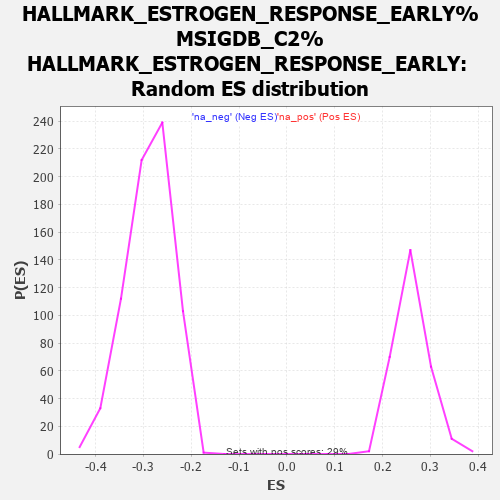 HALLMARK_ESTROGEN_RESPONSE_EARLY%
MSIGDB_C2%
HALLMARK_ESTROGEN_RESPONSE_EARLY:
Random ES distribution
'na_neg' (Neg ES) 'na_pos' (Pos ES)
240
220
200
180
160
140
120
100
80
60
40
20
0
P(ES)
Sets with pos scores: 29%
-0.4 -0.3 -0.2 -0.1 0.0 0.1 0.2 0.3 0.4
ES